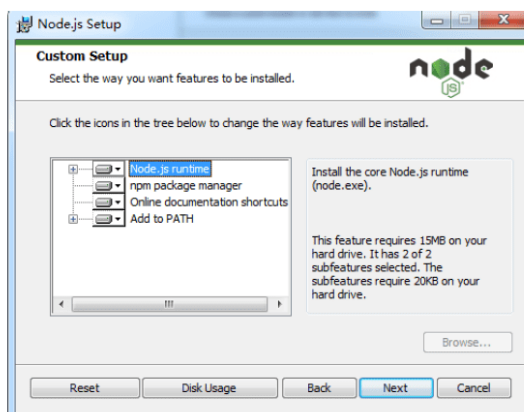 Node.js Setup
Custom Setup
Select the way you want features to be installed.
node
JS
Click the icons in the tree below to change the way features will be installed.
Node.js runtime
npm package manager
Online documentation shortcuts
Add to PATH
Install the core Node.js runtime
(node.exe).
This feature requires 15MB on your
hard drive. It has 2 of 2
subfeatures selected. The
subfeatures require 20KB on your
hard drive.
Browse...
Reset
Disk Usage
Back
Next
Cancel